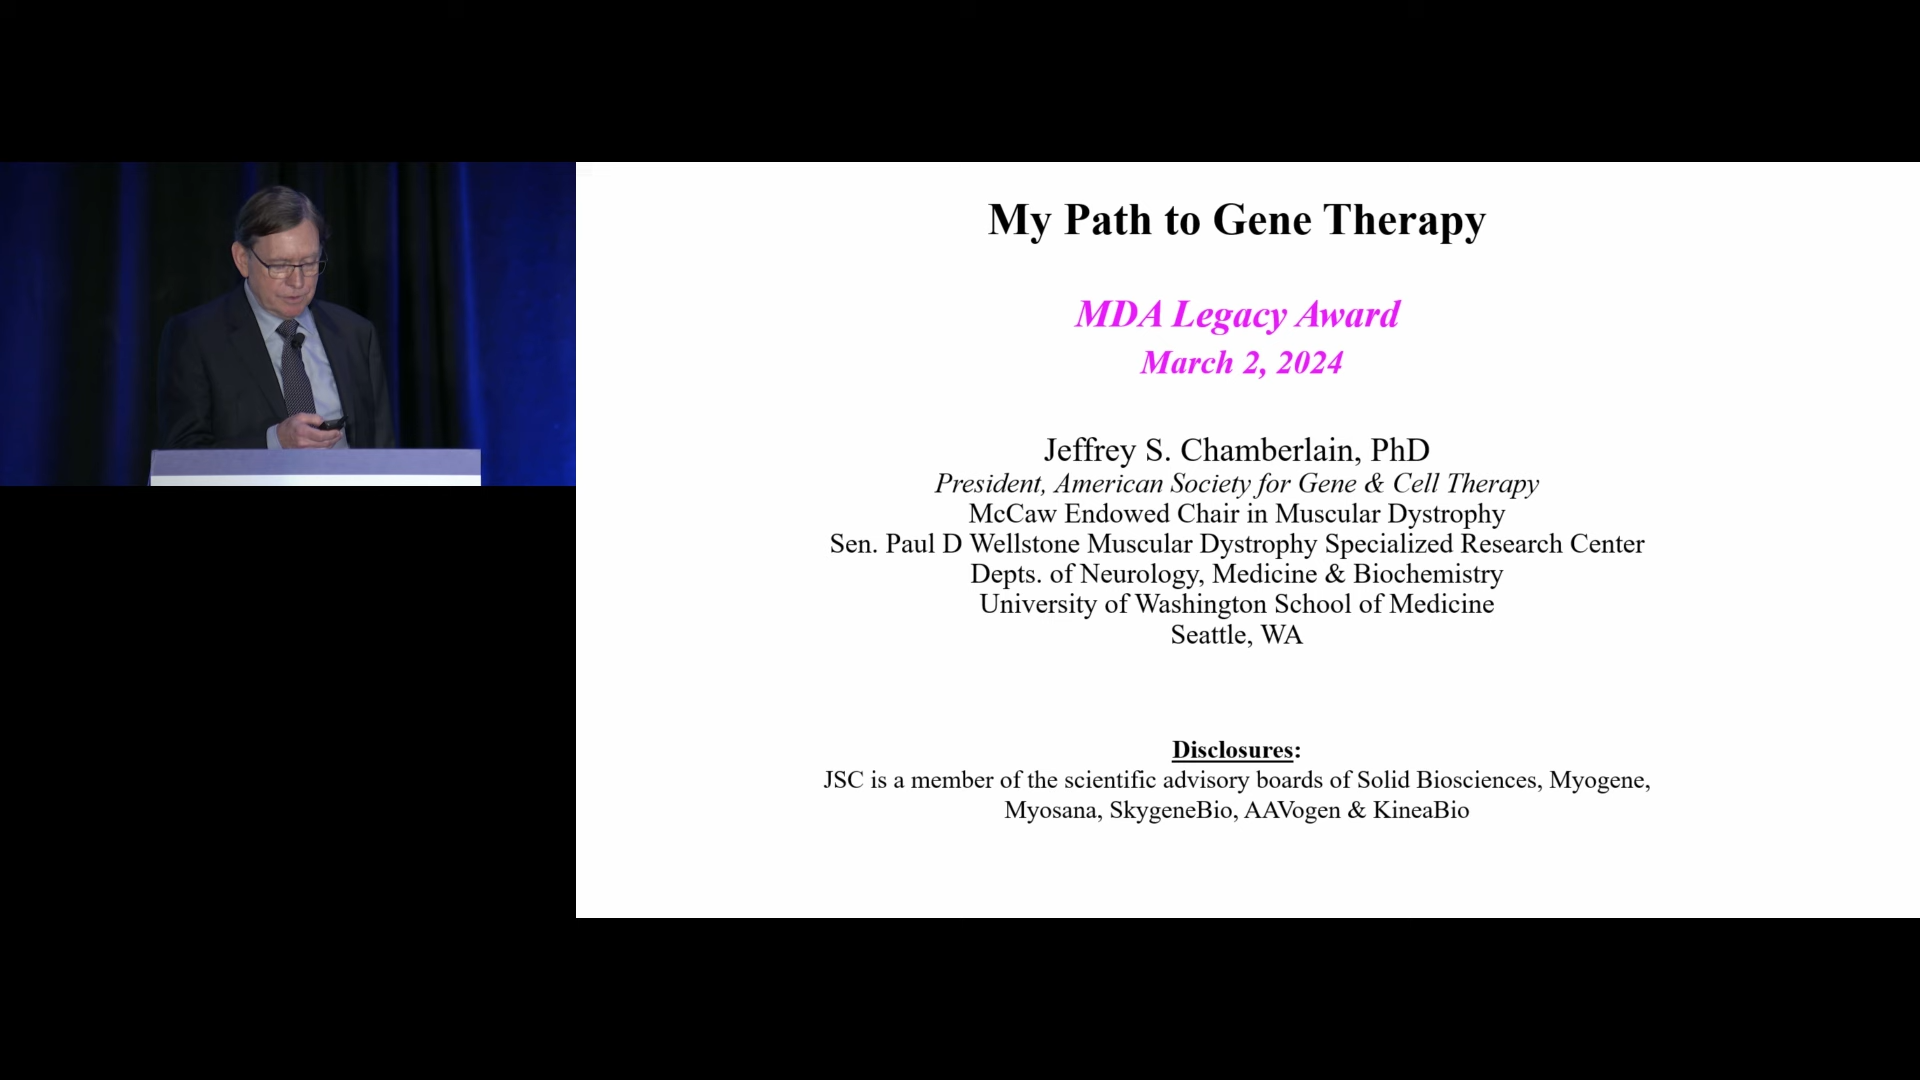 My Path to Gene Therapy
MDA Legacy Award
March 2, 2024
Jeffrey S. Chamberlain, PhD
President, American Society for Gene & Cell Therapy
McCaw Endowed Chair in Muscular Dystrophy
Sen. Paul D Wellstone Muscular Dystrophy Specialized Research Center
Depts. of Neurology, Medicine & Biochemistry
University of Washington School of Medicine
Seattle, WA
Disclosures:
JSC is a member of the scientific advisory boards of Solid Biosciences, Myogene,
Myosana, SkygeneBio, AAVogen & KineaBio